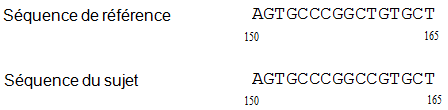 Séquence de référence AGTGCCCGGCTGTGCT
150 165
Séquence du sujet AGTGCCCGGCCGTGCT
150 165